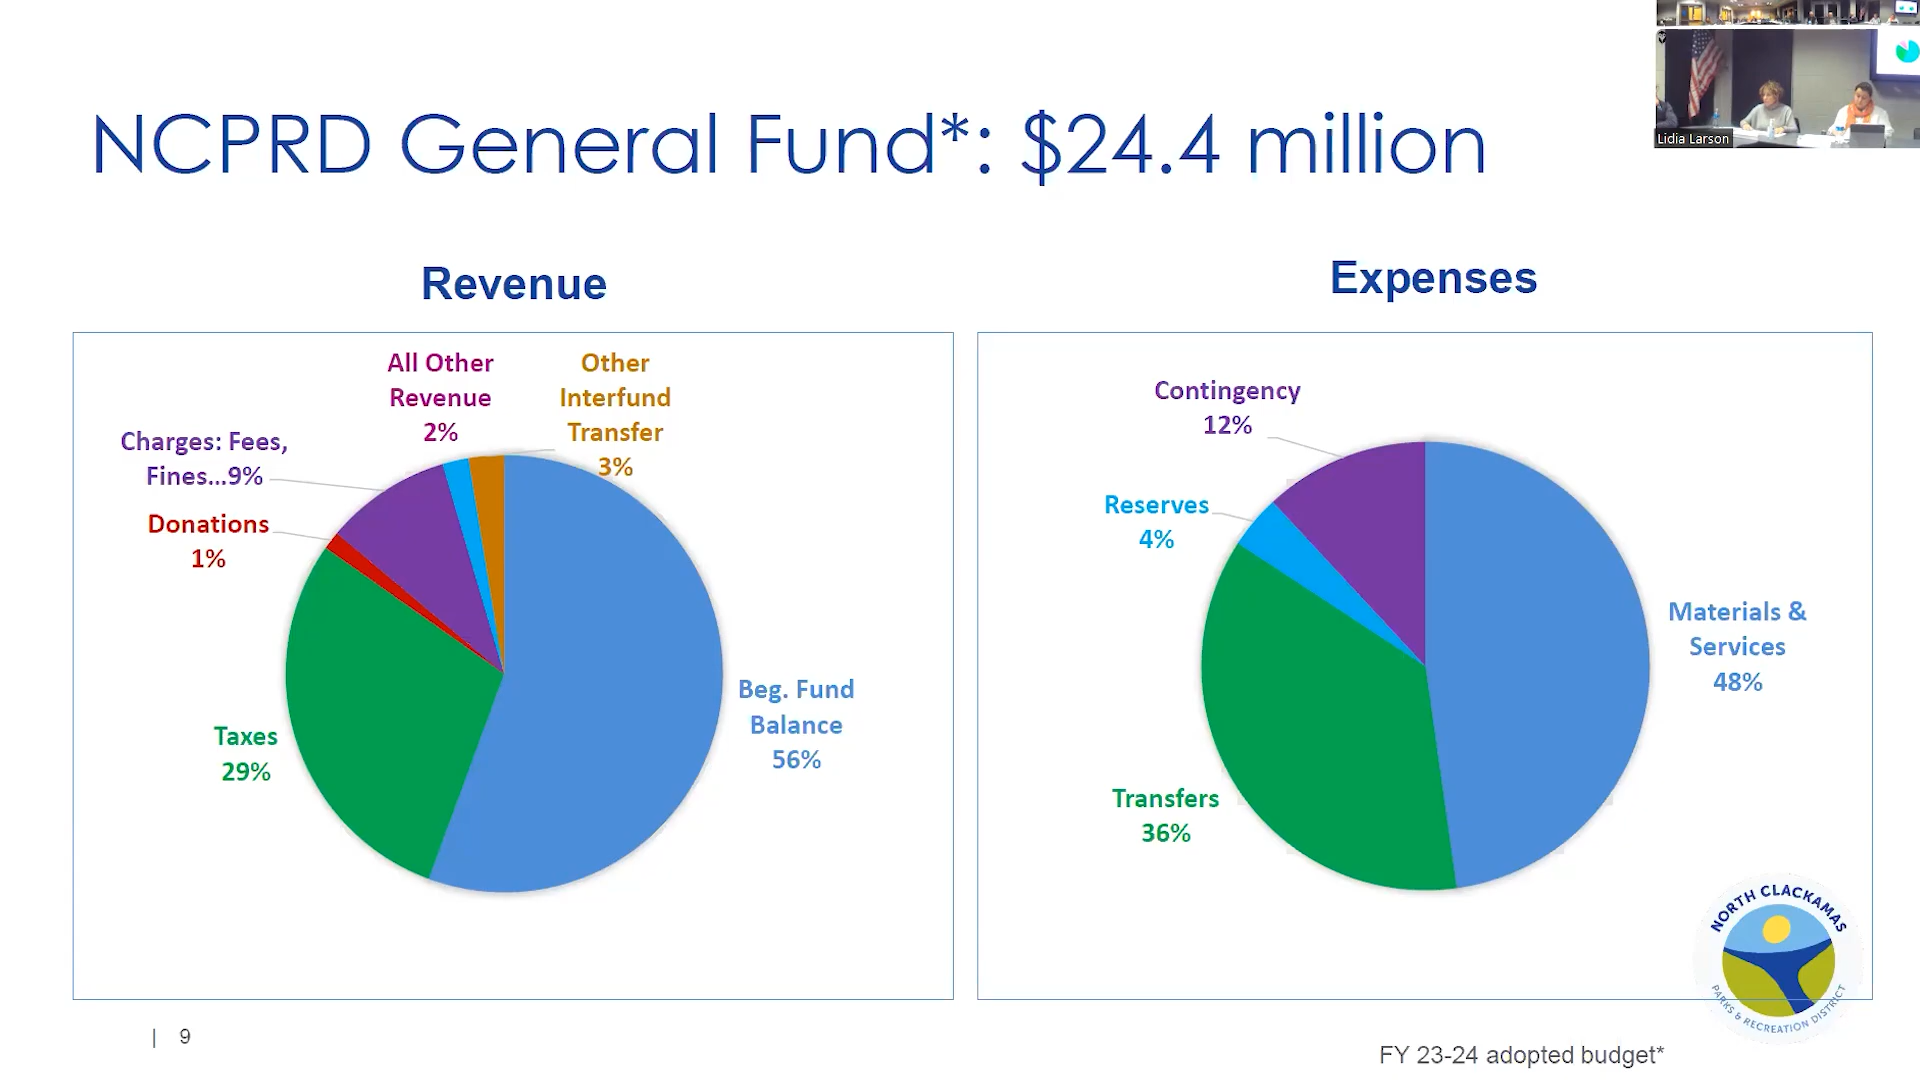 NCPRD General Fund*: $24.4 million
Lidia Larson
Revenue
Expenses
All Other
Revenue
2%
Other
Interfund
Transfer
3%
Charges: Fees,
Fines...9%
Donations
1%
Taxes
29%
Beg. Fund
Balance
56%
Contingency
12%
Reserves
4%
Materials &
Services
48%
Transfers
36%
NORTH CLACKAMAS
PARKS & RECREATION DISTRICT
| 9
FY 23-24 adopted budget*